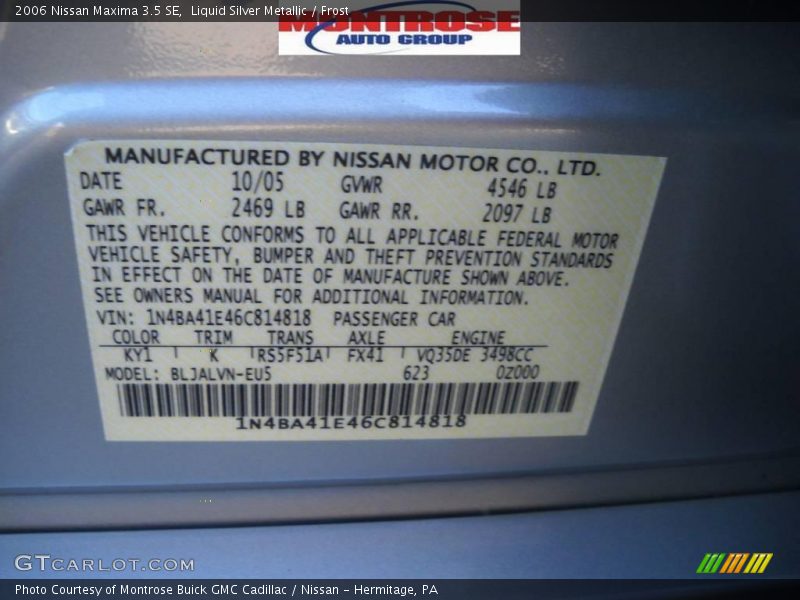 2006 Nissan Maxima 3.5 SE,  Liquid Silver Metallic / Frost
MONTROSE
AUTO GROUP
MANUFACTURED BY NISSAN MOTOR CO., LTD.
DATE 10/05 GVWR 4546 LB
GAWR FR. 2469 LB GAWR RR. 2097 LB
THIS VEHICLE CONFORMS TO ALL APPLICABLE FEDERAL MOTOR
VEHICLE SAFETY, BUMPER AND THEFT PREVENTION STANDARDS
IN EFFECT ON THE DATE OF MANUFACTURE SHOWN ABOVE.
SEE OWNERS MANUAL FOR ADDITIONAL INFORMATION.
VIN: 1N4BA41E46C814818 PASSENGER CAR
COLOR TRIM TRANS AXLE ENGINE
KY1 K RS5F51A FX41 VQ35DE 3498CC
MODEL: BLJALVN-EU5 623 0Z000
1N4BA41E46C814818
GTCARLOT.COM
Photo Courtesy of Montrose Buick GMC Cadillac / Nissan - Hermitage, PA